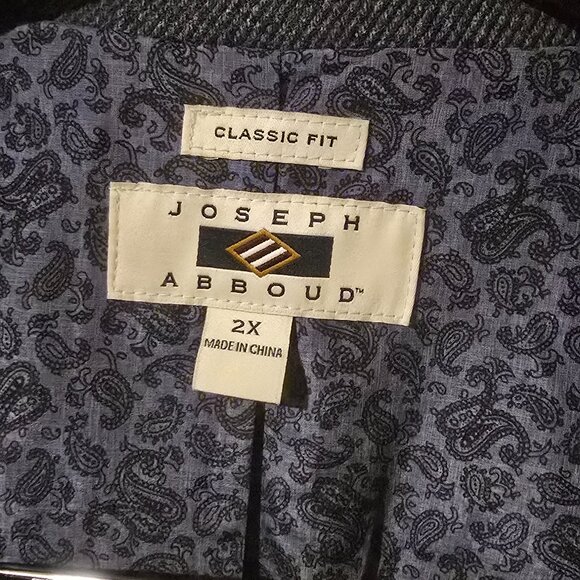 CLASSIC FIT
JOSEPH
ABBOUD™
2X
MADE IN CHINA